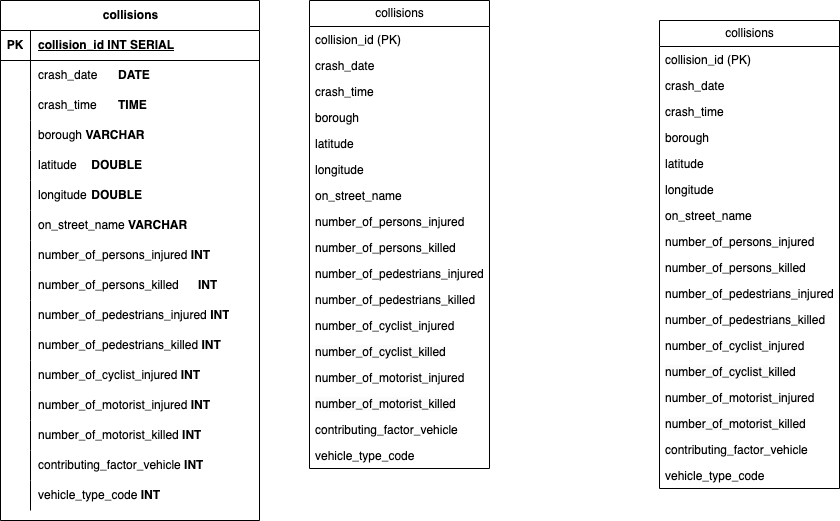 collisions
PK collision_id INT SERIAL
crash_date DATE
crash_time TIME
borough VARCHAR
latitude DOUBLE
longitude DOUBLE
on_street_name VARCHAR
number_of_persons_injured INT
number_of_persons_killed INT
number_of_pedestrians_injured INT
number_of_pedestrians_killed INT
number_of_cyclist_injured INT
number_of_motorist_injured INT
number_of_motorist_killed INT
contributing_factor_vehicle INT
vehicle_type_code INT
collisions
collision_id (PK)
crash_date
crash_time
borough
latitude
longitude
on_street_name
number_of_persons_injured
number_of_persons_killed
number_of_pedestrians_injured
number_of_pedestrians_killed
number_of_cyclist_injured
number_of_cyclist_killed
number_of_motorist_injured
number_of_motorist_killed
contributing_factor_vehicle
vehicle_type_code
collisions
collision_id (PK)
crash_date
crash_time
borough
latitude
longitude
on_street_name
number_of_persons_injured
number_of_persons_killed
number_of_pedestrians_injured
number_of_pedestrians_killed
number_of_cyclist_injured
number_of_cyclist_killed
number_of_motorist_injured
number_of_motorist_killed
contributing_factor_vehicle
vehicle_type_code